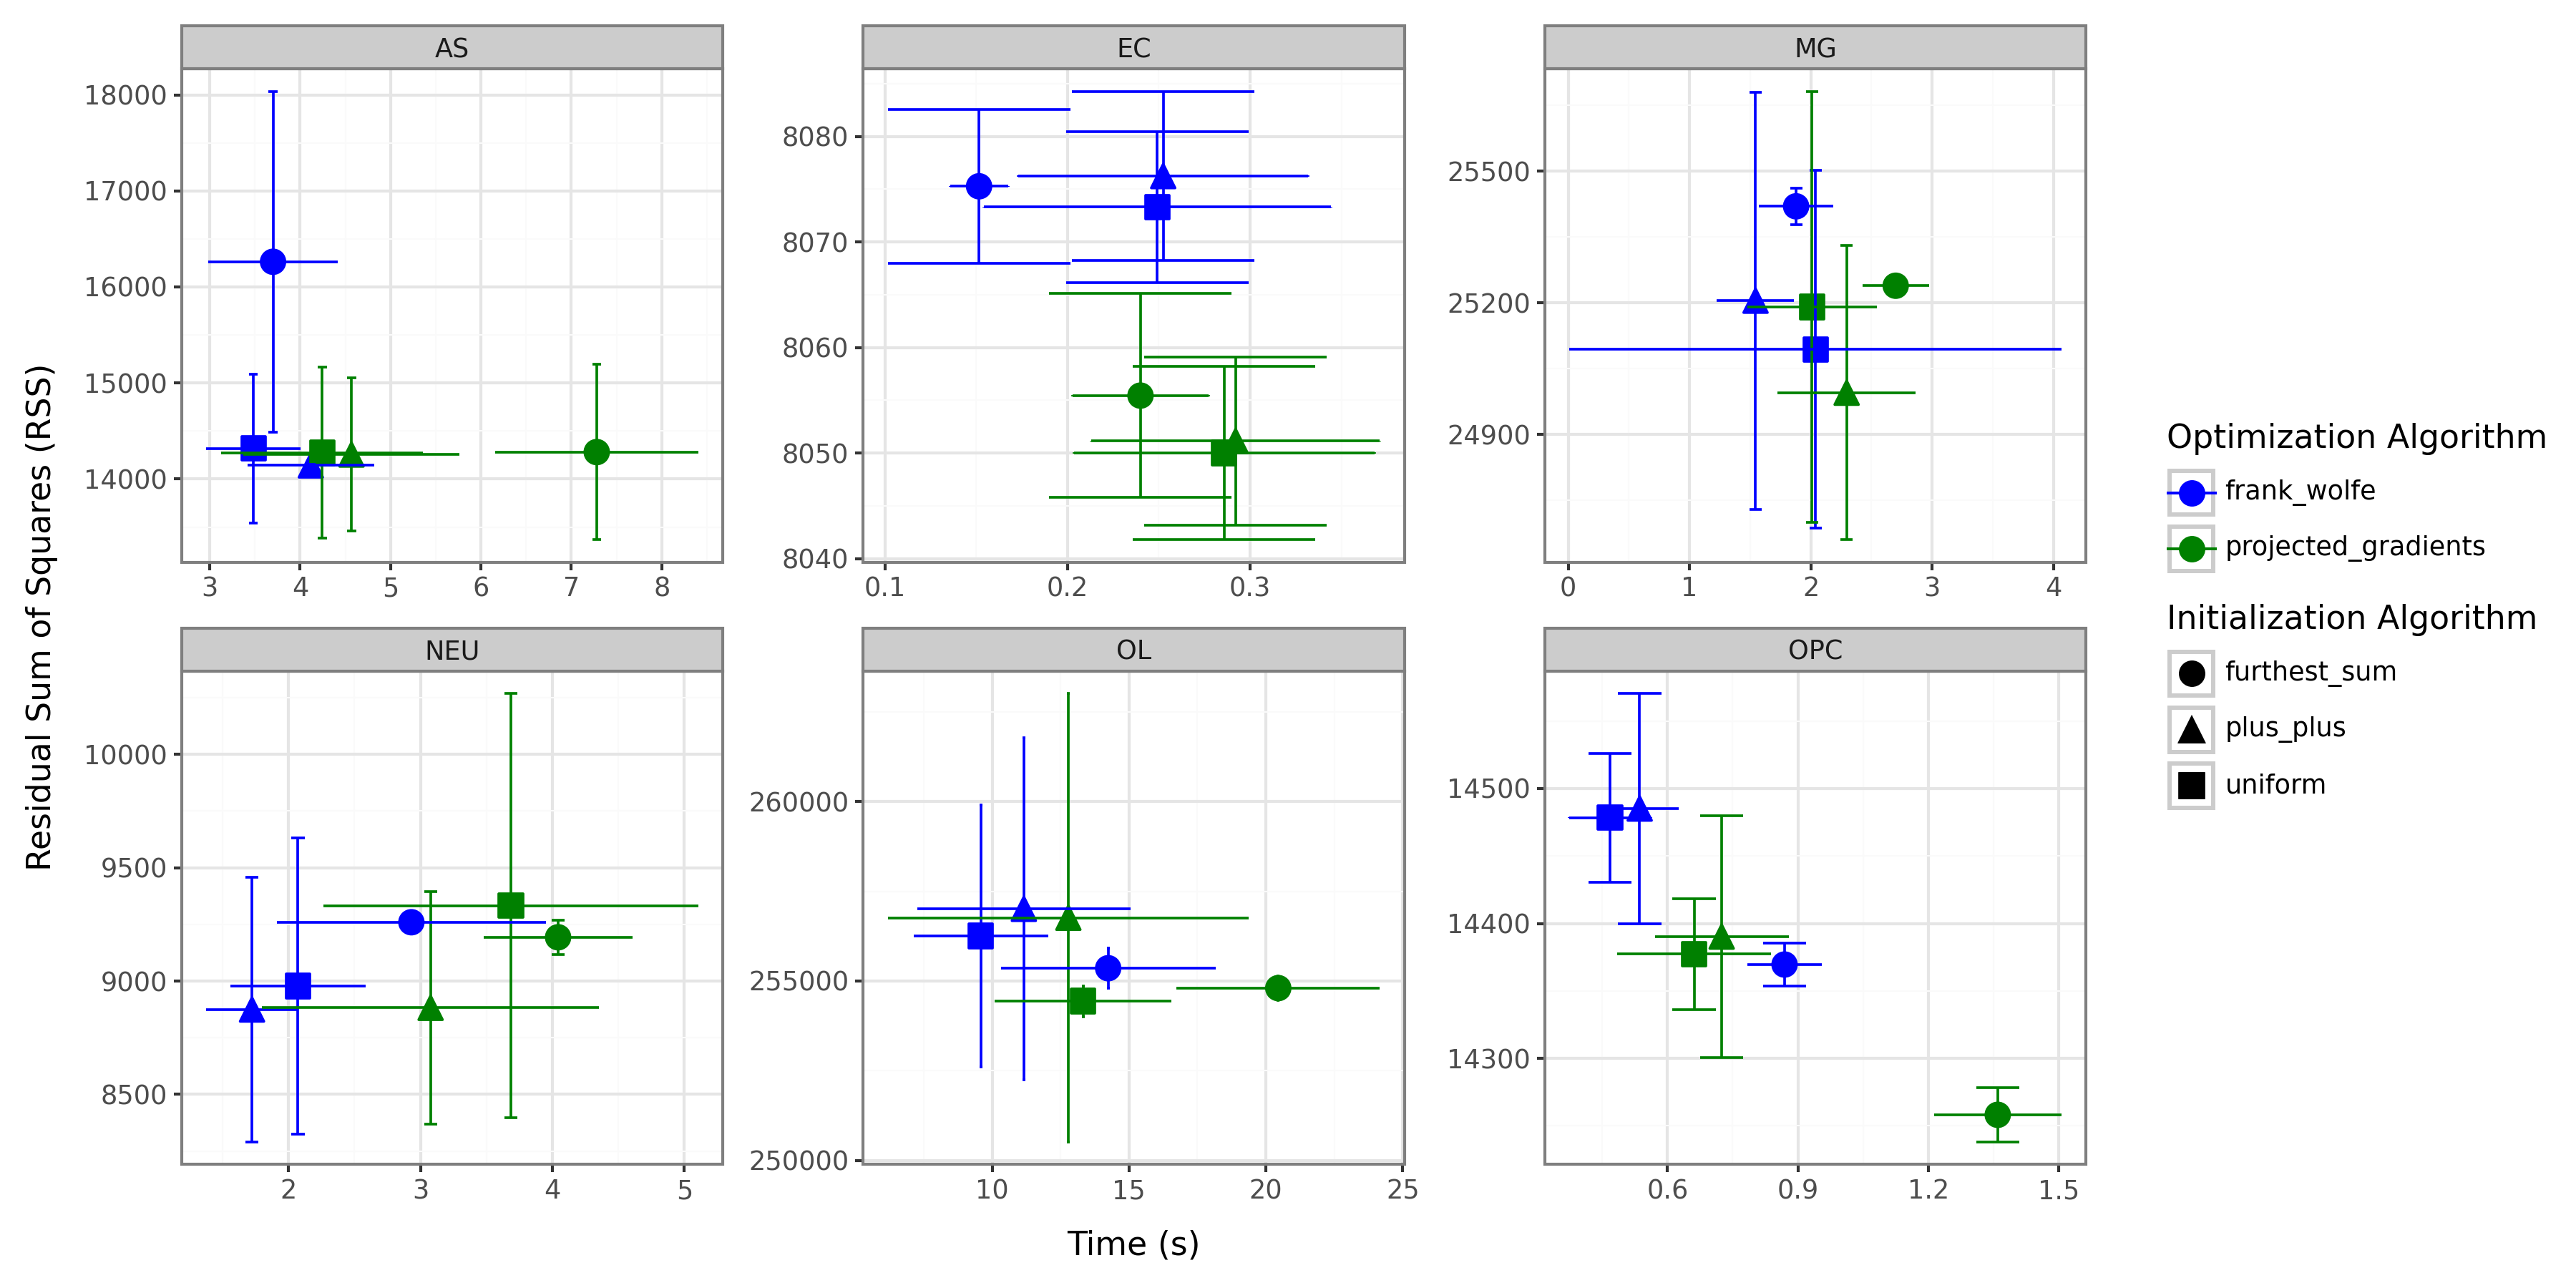 Residual Sum of Squares (RSS)
AS
18000
17000
16000
15000
14000
3 4 5 6 7 8
EC
8080
8070
8060
8050
8040
0.1 0.2 0.3
MG
25500
25200
24900
0 1 2 3 4
NEU
10000
9500
9000
8500
2 3 4 5
OL
260000
255000
250000
10 15 20 25
OPC
14500
14400
14300
0.6 0.9 1.2 1.5
Time (s)
Optimization Algorithm
frank_wolfe
projected_gradients
Initialization Algorithm
furthest_sum
plus_plus
uniform